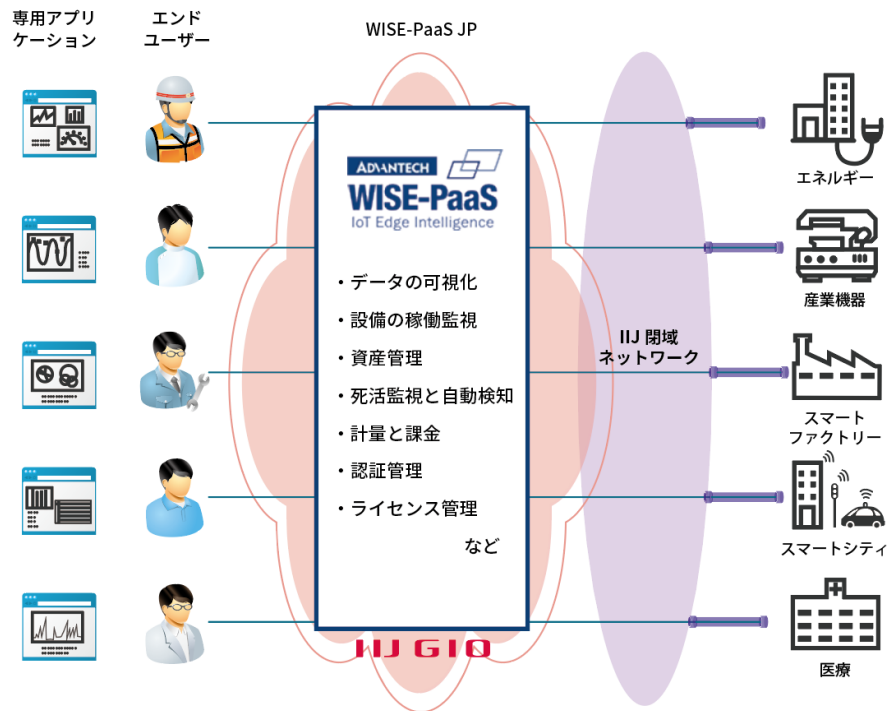 専用アプリ
ケーション
エンド
ユーザー
WISE-PaaS JP
ADVANTECH
WISE-PaaS
IoT Edge Intelligence
・データの可視化
・設備の稼働監視
・資産管理
・死活監視と自動検知
・計量と課金
・認証管理
・ライセンス管理
など
IIJ GIO
IIJ 閉域
ネットワーク
エネルギー
産業機器
スマート
ファクトリー
スマートシティ
医療